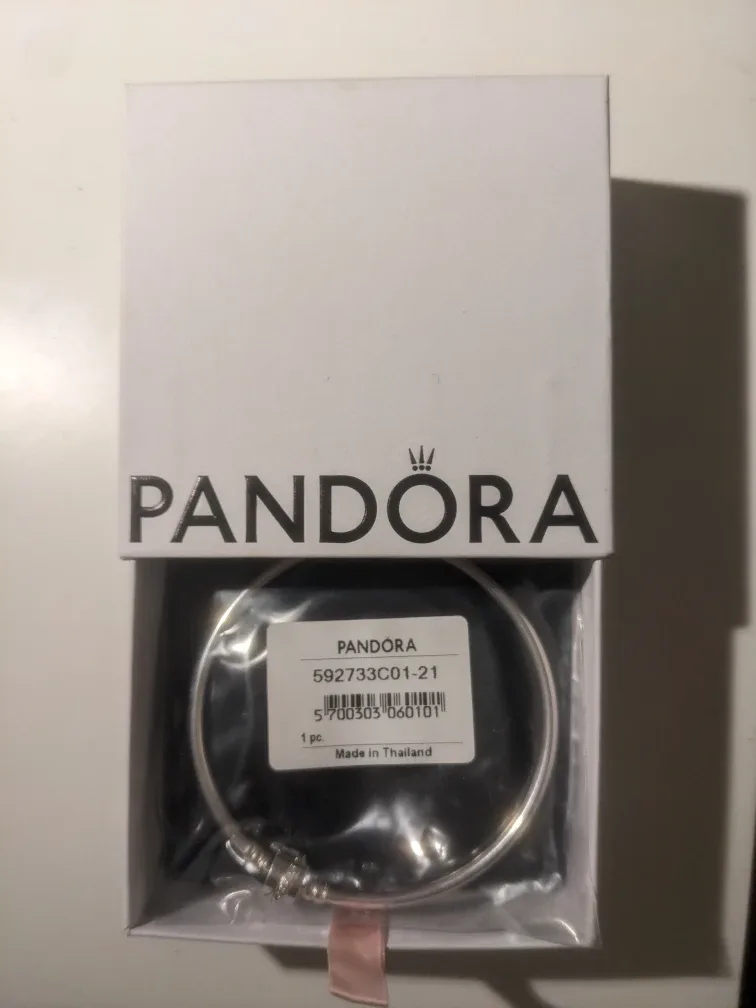 PANDORA
PANDORA
592733C01-21
5 700303 060101
1 pc.
Made in Thailand